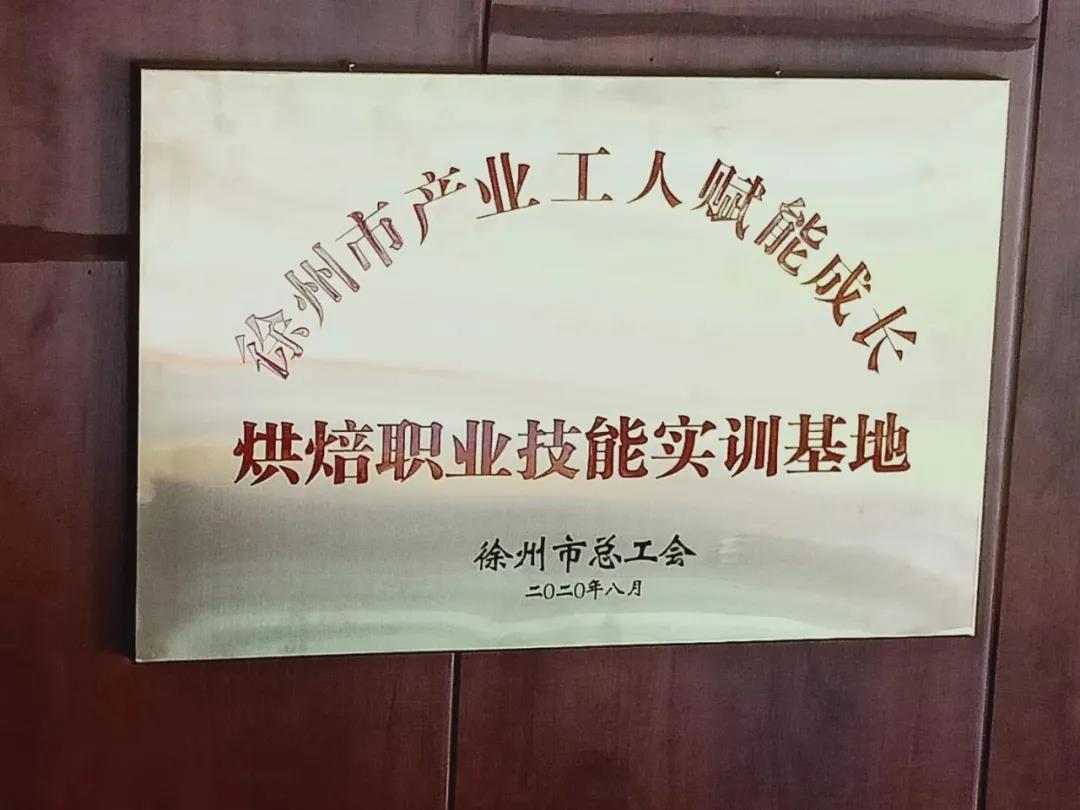 徐州市产业工人赋能成长
烘焙职业技能实训基地
徐州市总工会
二〇二〇年八月